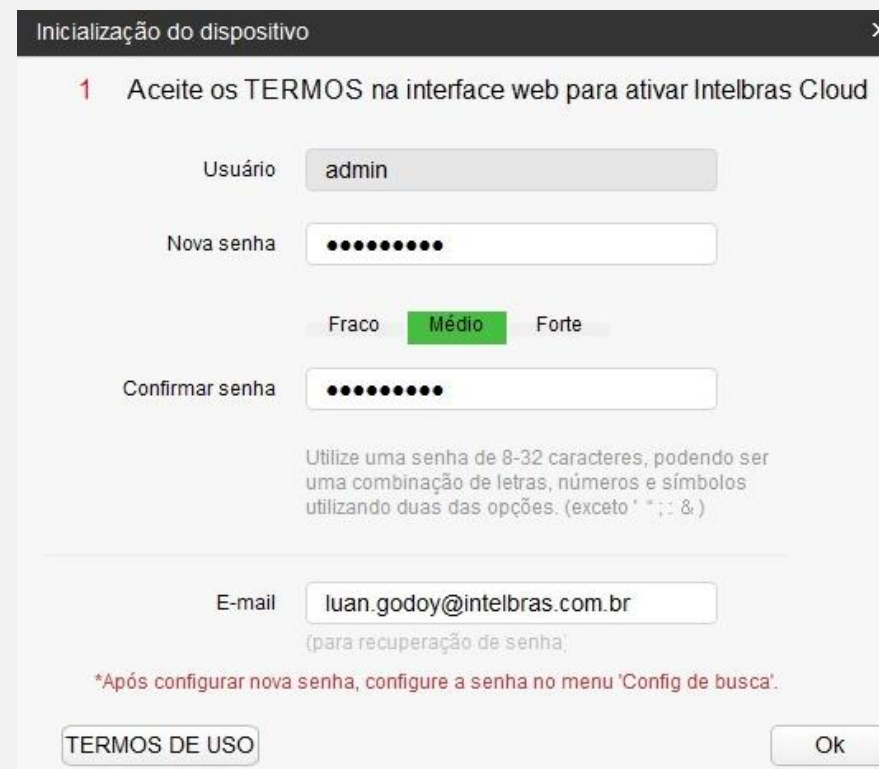 Inicialização do dispositivo
1 Aceite os TERMOS na interface web para ativar Intelbras Cloud
Usuário admin
Nova senha •••••••••
Fraco Médio Forte
Confirmar senha •••••••••
Utilize uma senha de 8-32 caracteres, podendo ser
uma combinação de letras, números e símbolos
utilizando duas das opções. (exceto ' " ; : & )
E-mail luan.godoy@intelbras.com.br
(para recuperação de senha)
*Após configurar nova senha, configure a senha no menu 'Config de busca'.
TERMOS DE USO Ok